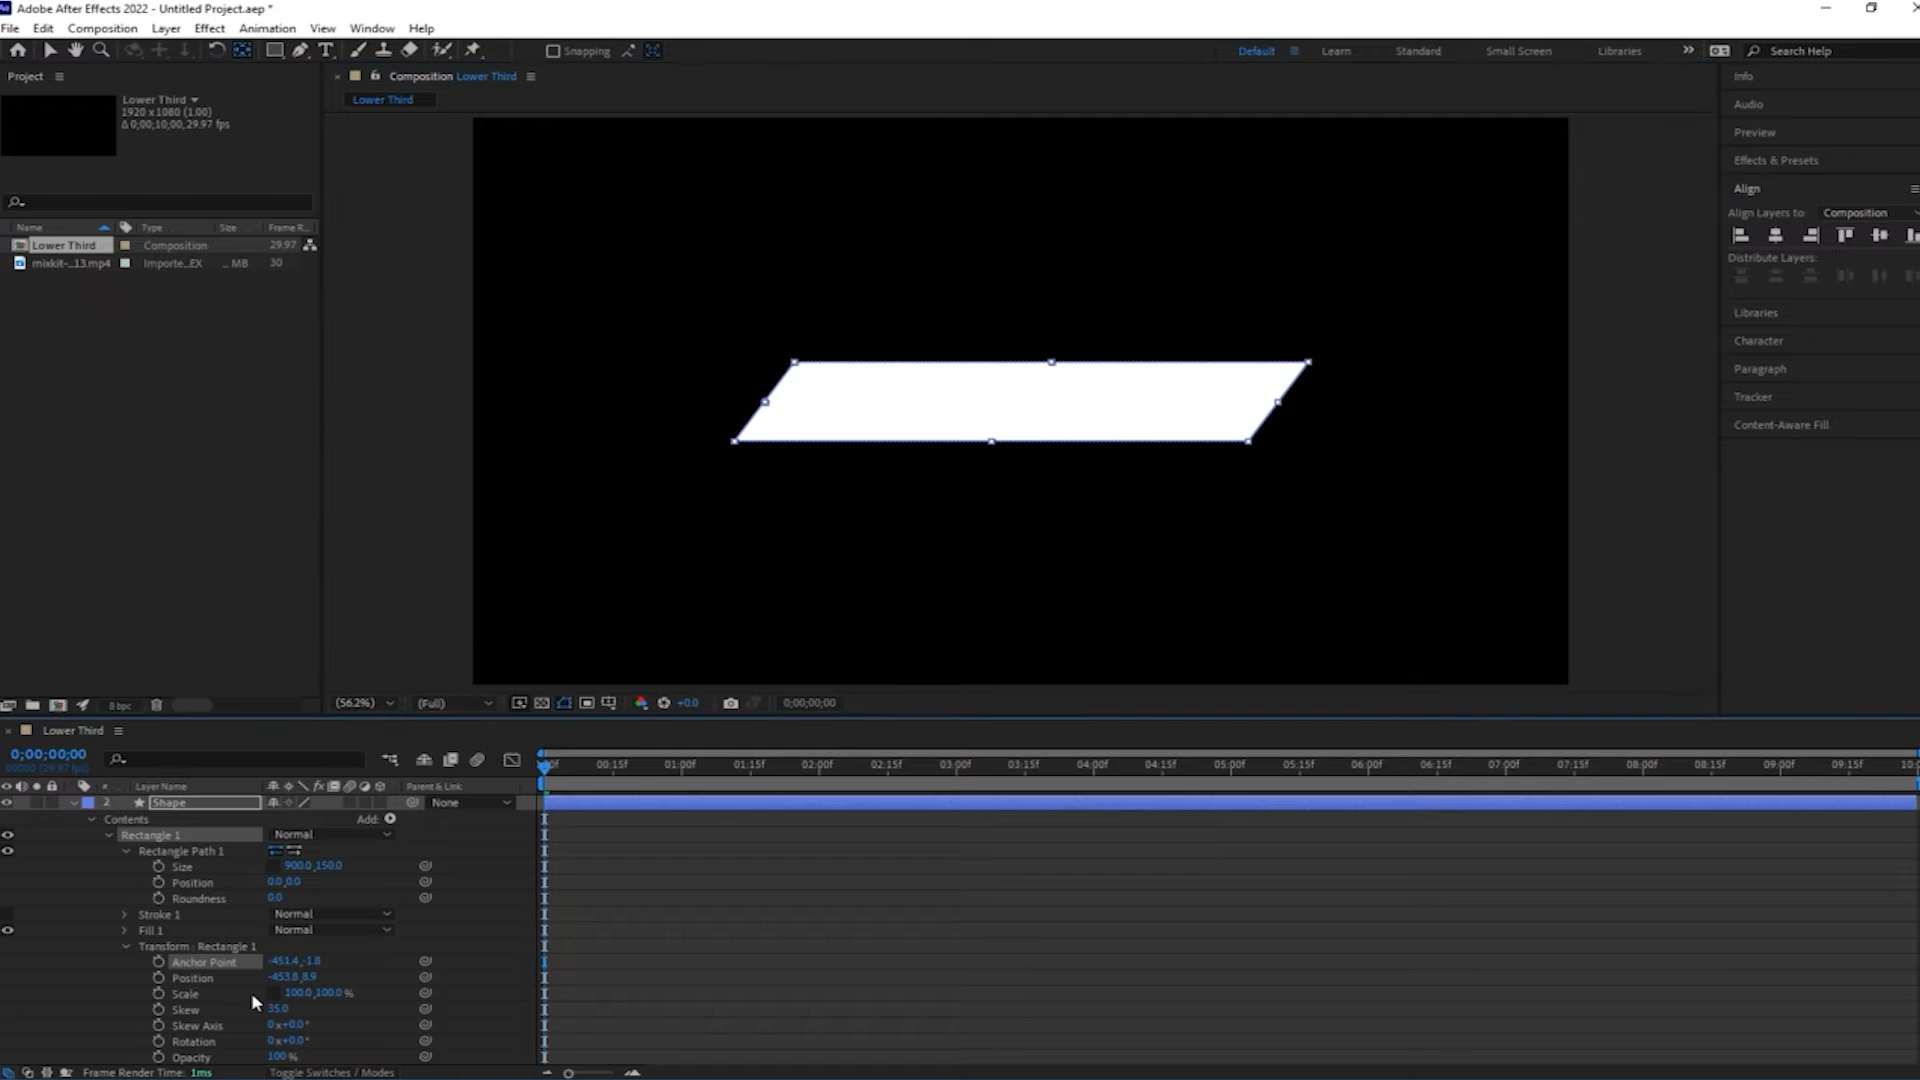 Adobe After Effects 2022 - Untitled Project.aep *
File Edit Composition Layer Effect Animation View Window Help
Snapping Default Learn Standard Small Screen Libraries Search Help
Project
Lower Third
1920 x 1080 (1.00)
Δ 0;00;10;00, 29.97 fps
Name Type Size Frame R...
Lower Third Composition 29.97
mixkit-...13.mp4 Importe...EX ... MB 30
8 bpc
Composition Lower Third
Lower Third
(56.2%) (Full) +0.0 0;00;00;00
Info
Audio
Preview
Effects & Presets
Align
Align Layers to: Composition
Distribute Layers:
Libraries
Character
Paragraph
Tracker
Content-Aware Fill
Lower Third
0;00;00;00
00000 (29.97 fps)
00:15f 01:00f 01:15f 02:00f 02:15f 03:00f 03:15f 04:00f 04:15f 05:00f 05:15f 06:00f 06:15f 07:00f 07:15f 08:00f 08:15f 09:00f 09:15f
# Layer Name fx Parent & Link
2 Shape None
Contents Add:
Rectangle 1 Normal
Rectangle Path 1
Size 900.0,150.0
Position 0.0,0.0
Roundness 0.0
Stroke 1 Normal
Fill 1 Normal
Transform : Rectangle 1
Anchor Point -451.4,-1.8
Position -453.8,8.9
Scale 100.0,100.0 %
Skew 35.0
Skew Axis 0x+0.0°
Rotation 0x+0.0°
Opacity 100 %
Frame Render Time: 1ms Toggle Switches / Modes